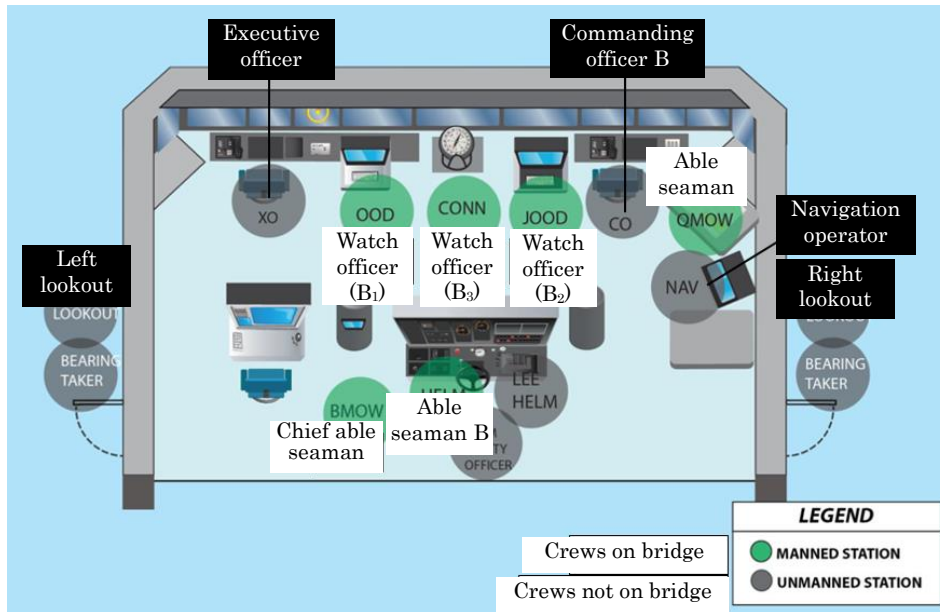 Executive
officer
Commanding
officer B
Able
seaman
Navigation
operator
Left
lookout
Right
lookout
XO
OOD
CONN
JOOD
CO
QMOW
Watch
officer
(B₁)
Watch
officer
(B₃)
Watch
officer
(B₂)
NAV
LOOKOUT
BEARING
TAKER
BEARING
TAKER
LEE
HELM
BMOW
Chief able
seaman
Able
seaman B
OFFICER
LEGEND
MANNED STATION
UNMANNED STATION
Crews on bridge
Crews not on bridge